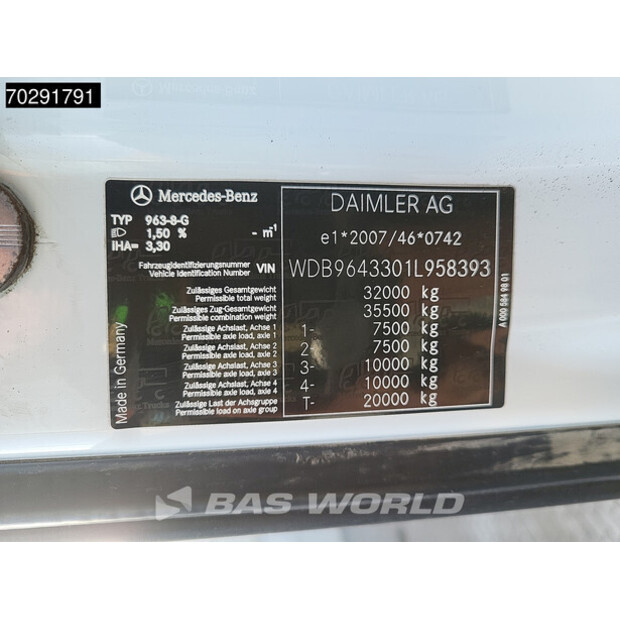 70291791
Mercedes-Benz
TYP 963-8-G
1,50 % - m-1
IHA= 3,30
DAIMLER AG
e1*2007/46*0742
Fahrzeugidentifizierungsnummer
Vehicle Identification Number VIN WDB9643301L958393
Zulässiges Gesamtgewicht
Permissible total weight 32000 kg
Zulässiges Zug-Gesamtgewicht
Permissible combination weight 35500 kg
Zulässige Achslast, Achse 1
Permissible axle load, axle 1 1- 7500 kg
Zulässige Achslast, Achse 2
Permissible axle load, axle 2 2- 7500 kg
Zulässige Achslast, Achse 3
Permissible axle load, axle 3 3- 10000 kg
Zulässige Achslast, Achse 4
Permissible axle load, axle 4 4- 10000 kg
Zulässige Last der Achsgruppe
Permissible load on axle group T- 20000 kg
Made in Germany
A 000 584 98 01
BAS WORLD